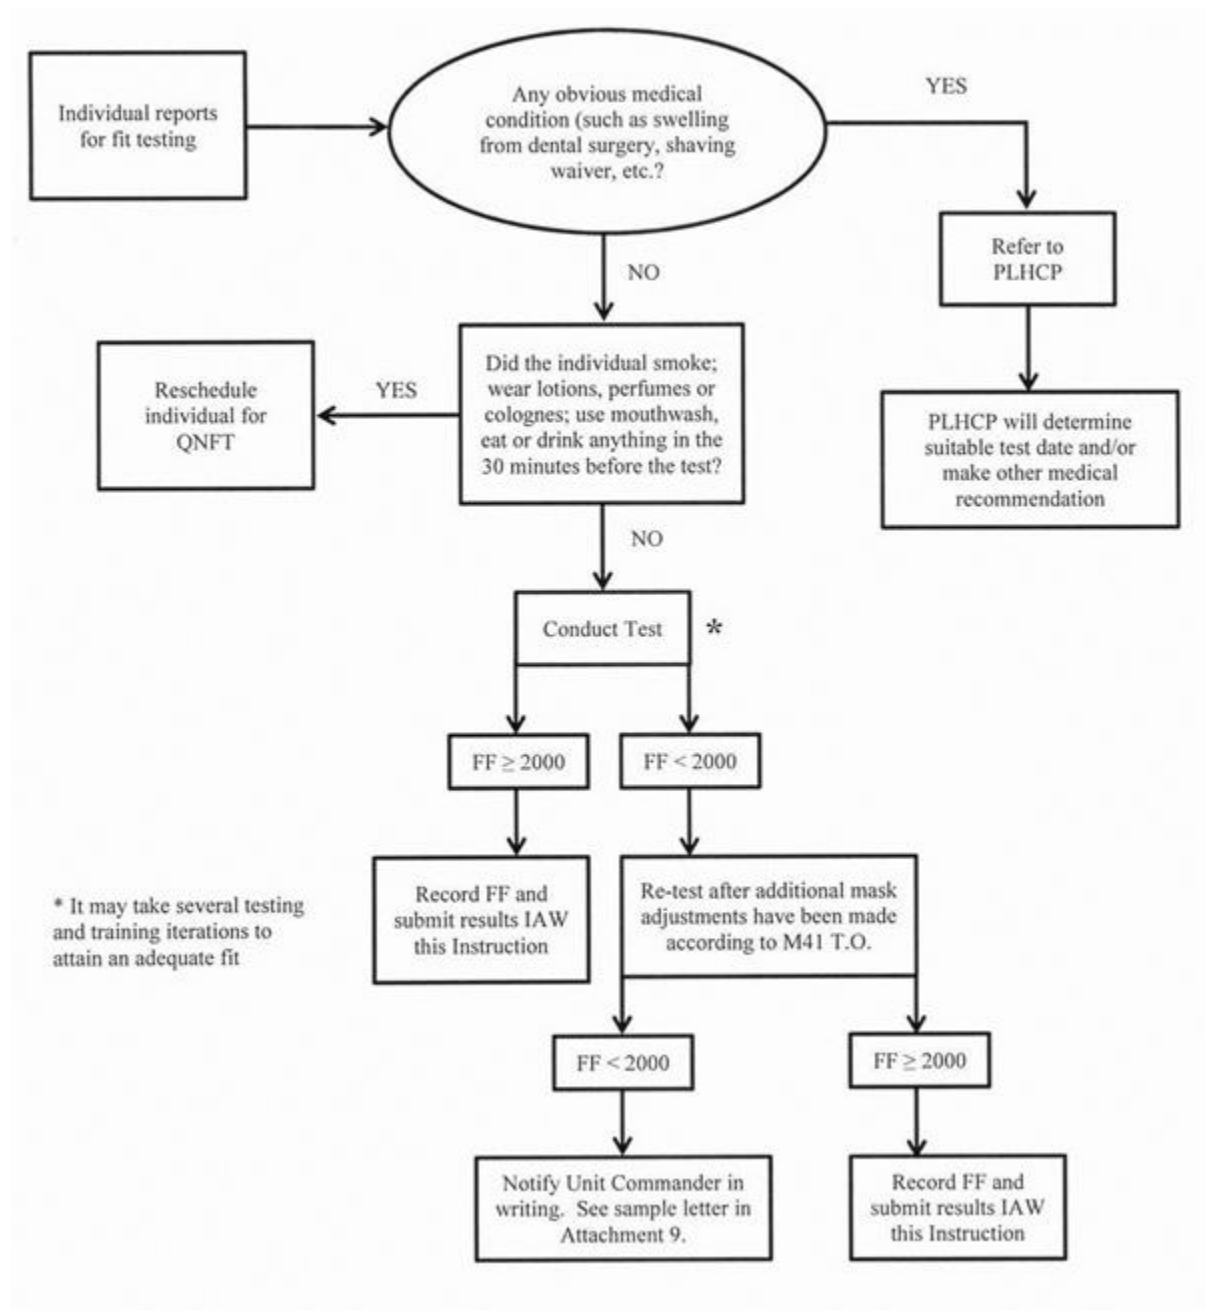 Individual reports
for fit testing
Any obvious medical
condition (such as swelling
from dental surgery, shaving
waiver, etc.?
YES
Refer to
PLHCP
NO
Reschedule
individual for
QNFT
YES
Did the individual smoke;
wear lotions, perfumes or
colognes; use mouthwash,
eat or drink anything in the
30 minutes before the test?
PLHCP will determine
suitable test date and/or
make other medical
recommendation
NO
Conduct Test
*
FF ≥ 2000
FF < 2000
* It may take several testing
and training iterations to
attain an adequate fit
Record FF and
submit results IAW
this Instruction
Re-test after additional mask
adjustments have been made
according to M41 T.O.
FF < 2000
FF ≥ 2000
Notify Unit Commander in
writing. See sample letter in
Attachment 9.
Record FF and
submit results IAW
this Instruction